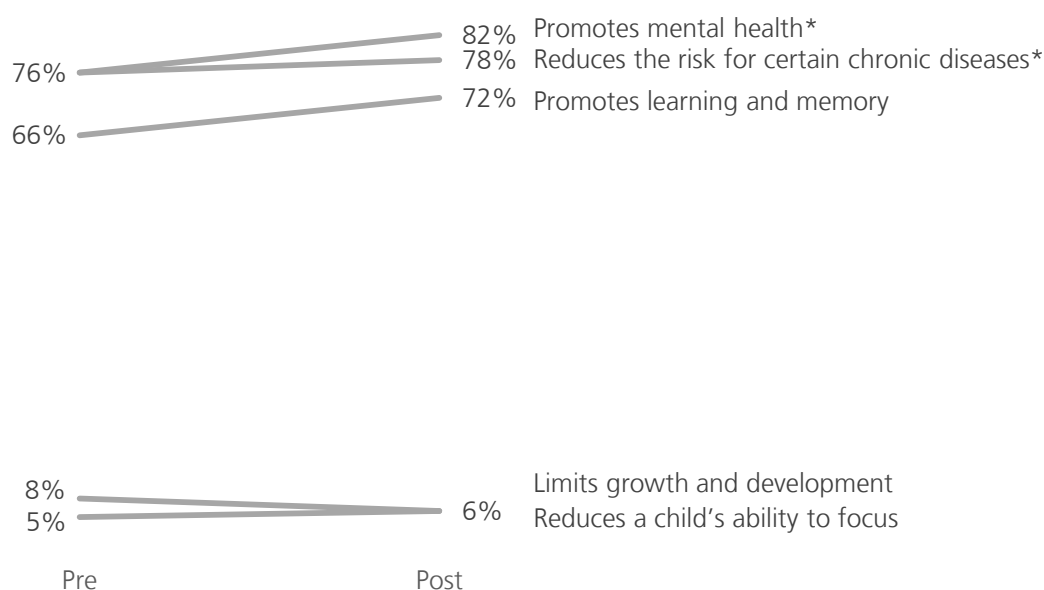 82% Promotes mental health*
76% 78% Reduces the risk for certain chronic diseases*
72% Promotes learning and memory
66%
8% Limits growth and development
6%
5% Reduces a child’s ability to focus
Pre Post